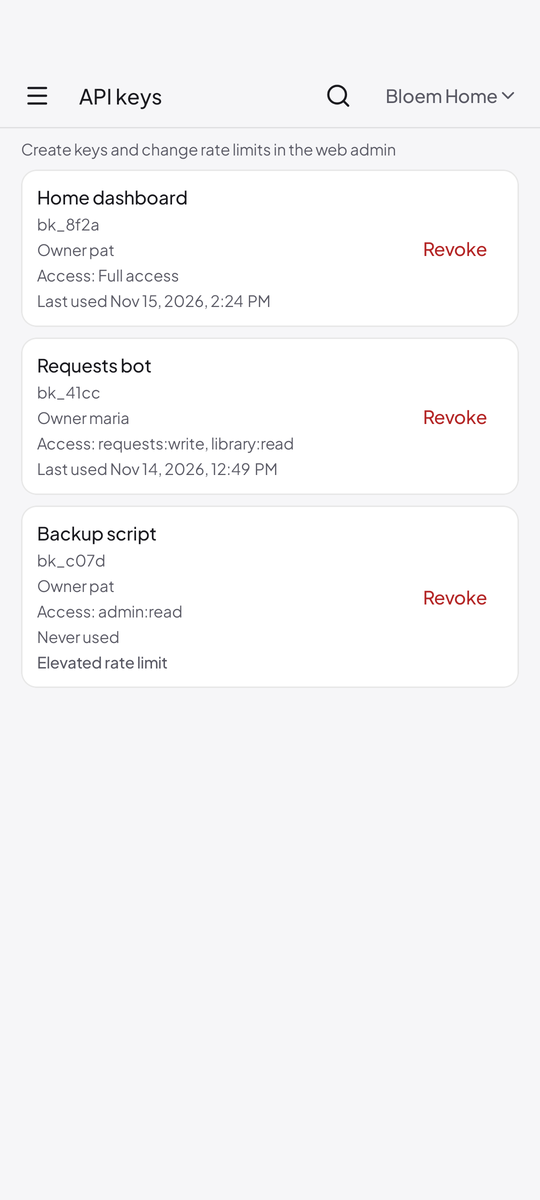 API keys
Bloem Home
Create keys and change rate limits in the web admin
Home dashboard
bk_8f2a
Owner pat
Access: Full access
Last used Nov 15, 2026, 2:24 PM
Revoke
Requests bot
bk_41cc
Owner maria
Access: requests:write, library:read
Last used Nov 14, 2026, 12:49 PM
Revoke
Backup script
bk_c07d
Owner pat
Access: admin:read
Never used
Elevated rate limit
Revoke